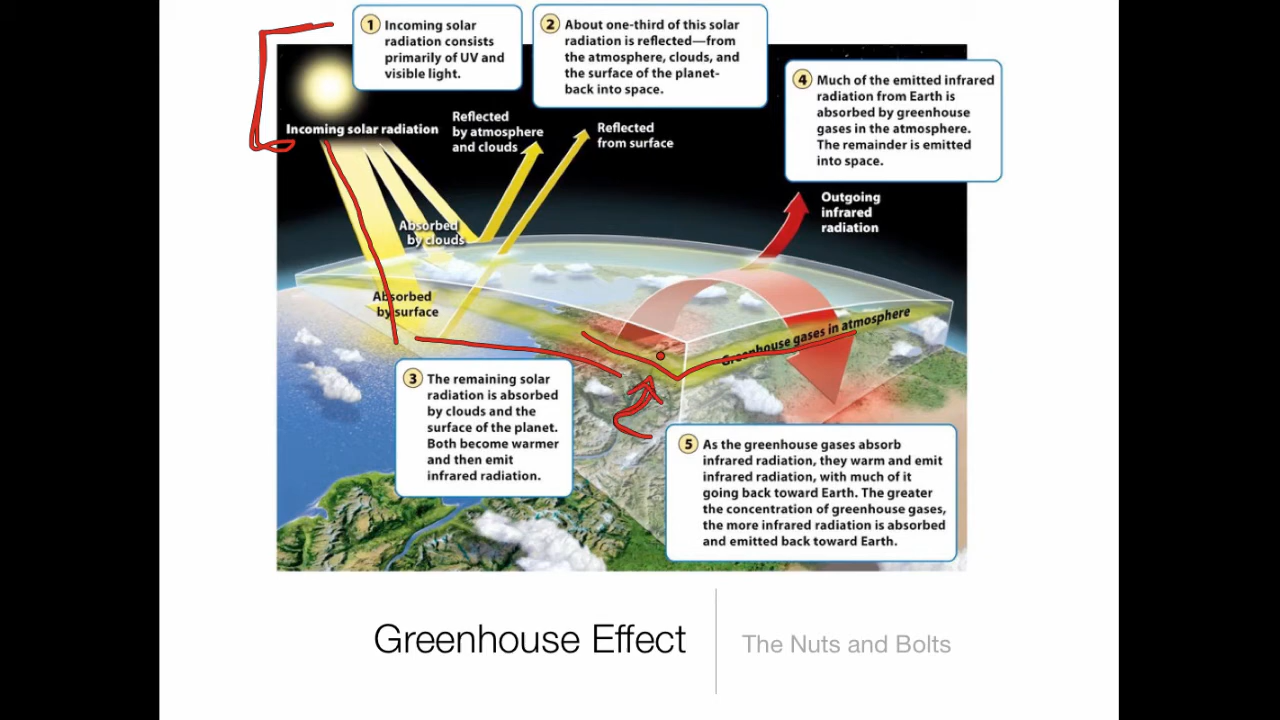 1 Incoming solar
radiation consists
primarily of UV and
visible light.
2 About one-third of this solar
radiation is reflected—from
the atmosphere, clouds, and
the surface of the planet-
back into space.
4 Much of the emitted infrared
radiation from Earth is
absorbed by greenhouse
gases in the atmosphere.
The remainder is emitted
into space.
Incoming solar radiation
Reflected
by atmosphere
and clouds
Reflected
from surface
Outgoing
infrared
radiation
Absorbed
by clouds
Absorbed
by surface
Greenhouse gases in atmosphere
3 The remaining solar
radiation is absorbed
by clouds and the
surface of the planet.
Both become warmer
and then emit
infrared radiation.
5 As the greenhouse gases absorb
infrared radiation, they warm and emit
infrared radiation, with much of it
going back toward Earth. The greater
the concentration of greenhouse gases,
the more infrared radiation is absorbed
and emitted back toward Earth.
Greenhouse Effect
The Nuts and Bolts